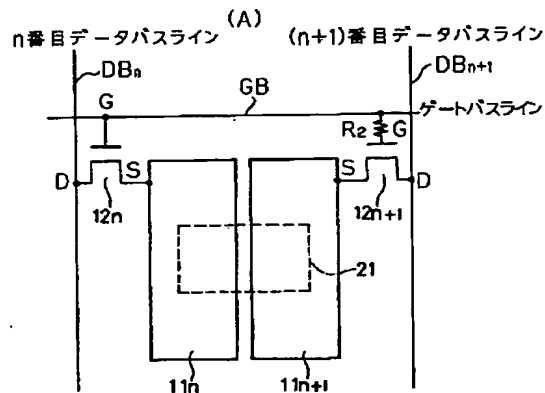 (A)
n番目データバスライン
(n+1)番目データバスライン
DBn
DBn+1
GB
ゲートバスライン
G
R2
G
S
S
D
D
12n
12n+1
21
11n
11n+1